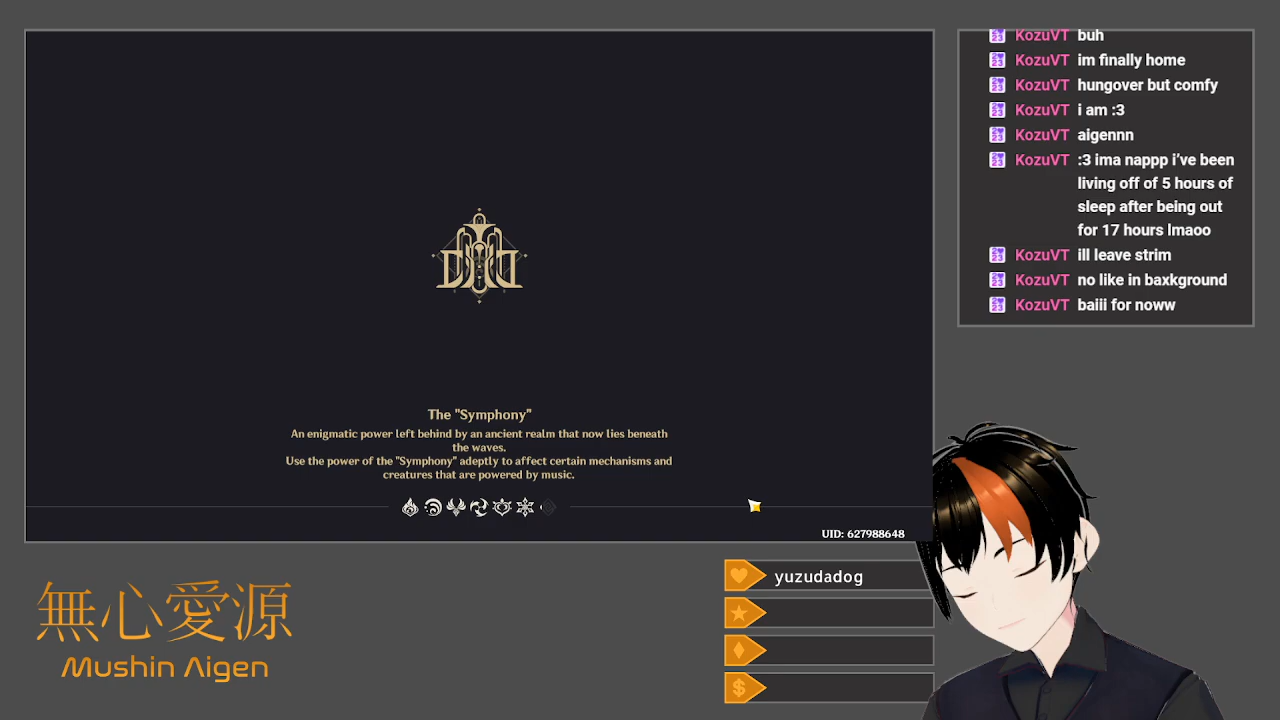 KozuVT buh
KozuVT im finally home
KozuVT hungover but comfy
KozuVT i am :3
KozuVT aigennn
KozuVT :3 ima nappp i've been
living off of 5 hours of
sleep after being out
for 17 hours lmaoo
KozuVT ill leave strim
KozuVT no like in baxkground
KozuVT baiii for noww
The "Symphony"
An enigmatic power left behind by an ancient realm that now lies beneath
the waves.
Use the power of the "Symphony" adeptly to affect certain mechanisms and
creatures that are powered by music.
UID: 627988648
yuzudadog
無心愛源
Mushin Aigen